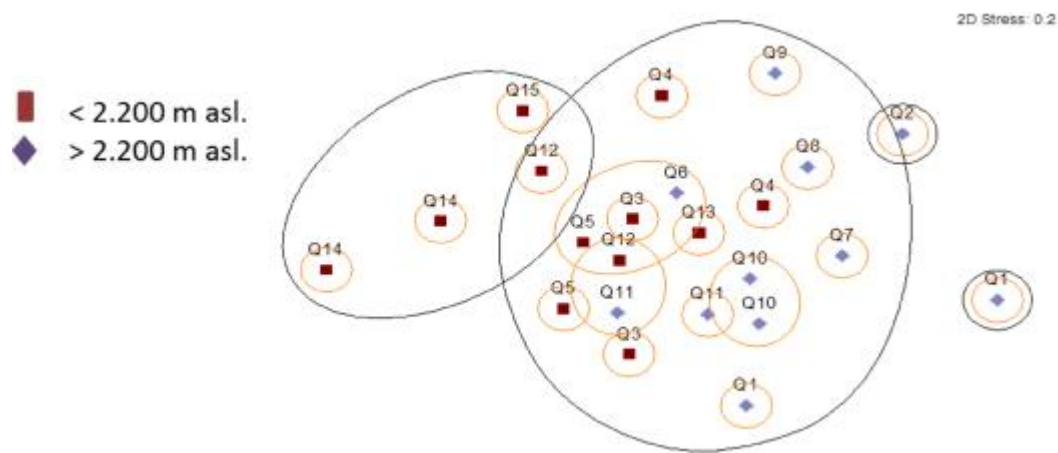 2D Stress: 0.2
< 2.200 m asl.
> 2.200 m asl.
Q9
Q4
Q15
Q2
Q12
Q8
Q6
Q14
Q3
Q4
Q13
Q5
Q12
Q14
Q7
Q10
Q1
Q5
Q11
Q11
Q10
Q3
Q1